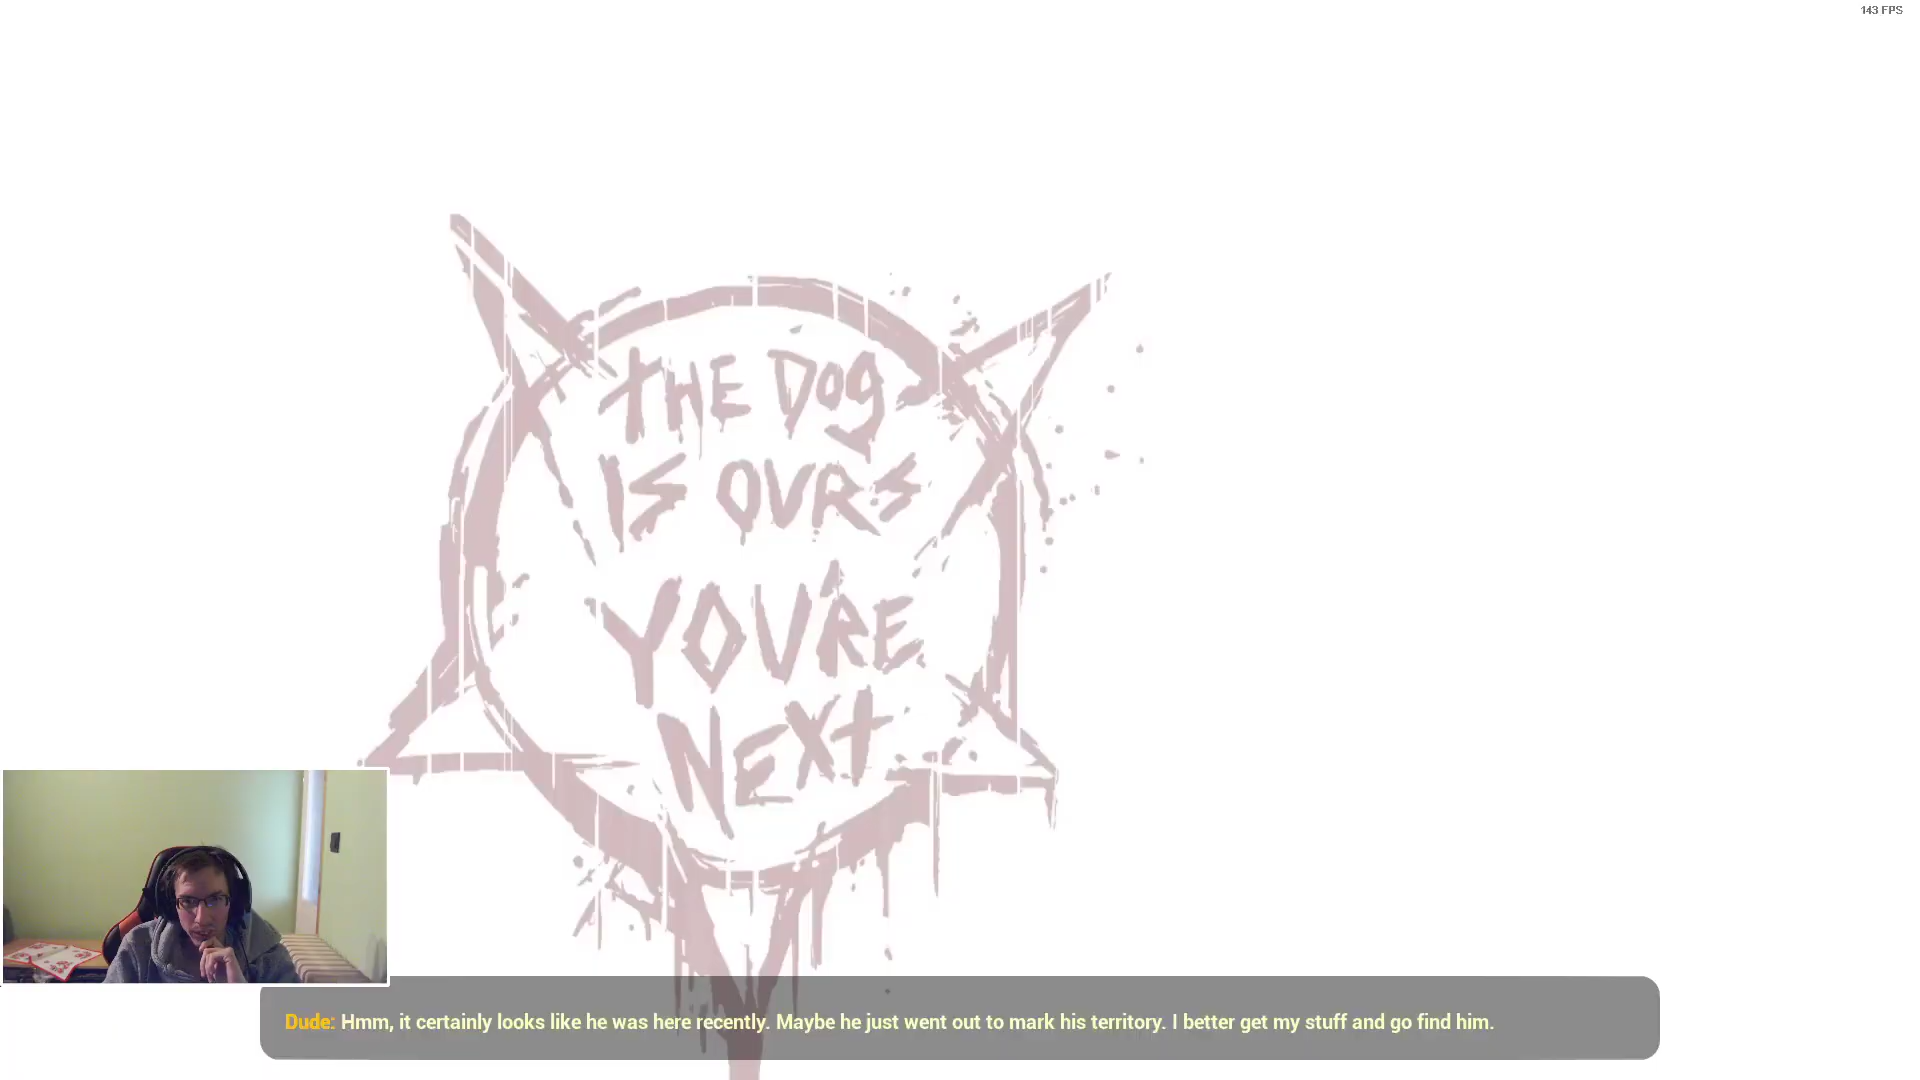 143 FPS
THE DOG
IS OURS
YOU'RE
NEXT
Dude: Hmm, it certainly looks like he was here recently. Maybe he just went out to mark his territory. I better get my stuff and go find him.